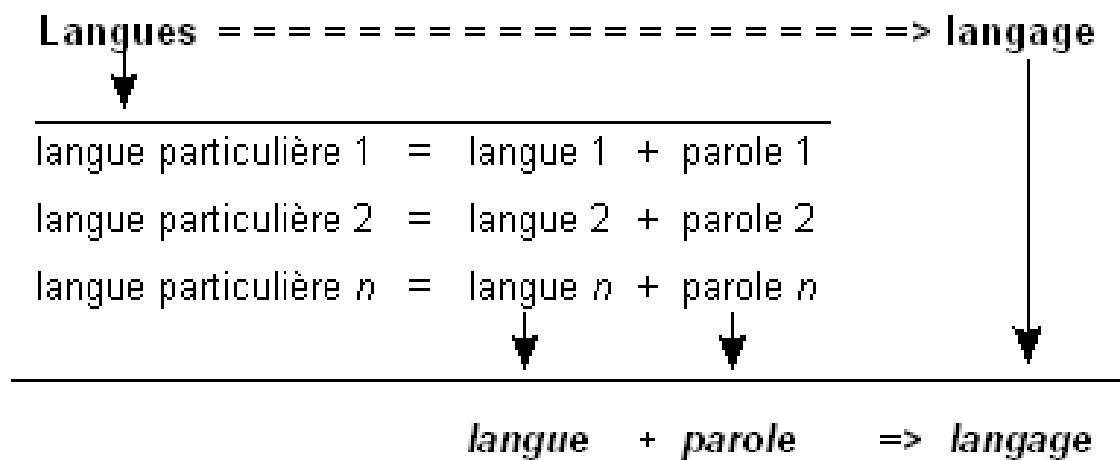 Langues = = = = = = = = = = = = = = = = = = = => langage
langue particulière 1 = langue 1 + parole 1
langue particulière 2 = langue 2 + parole 2
langue particulière n = langue n + parole n
langue + parole => langage